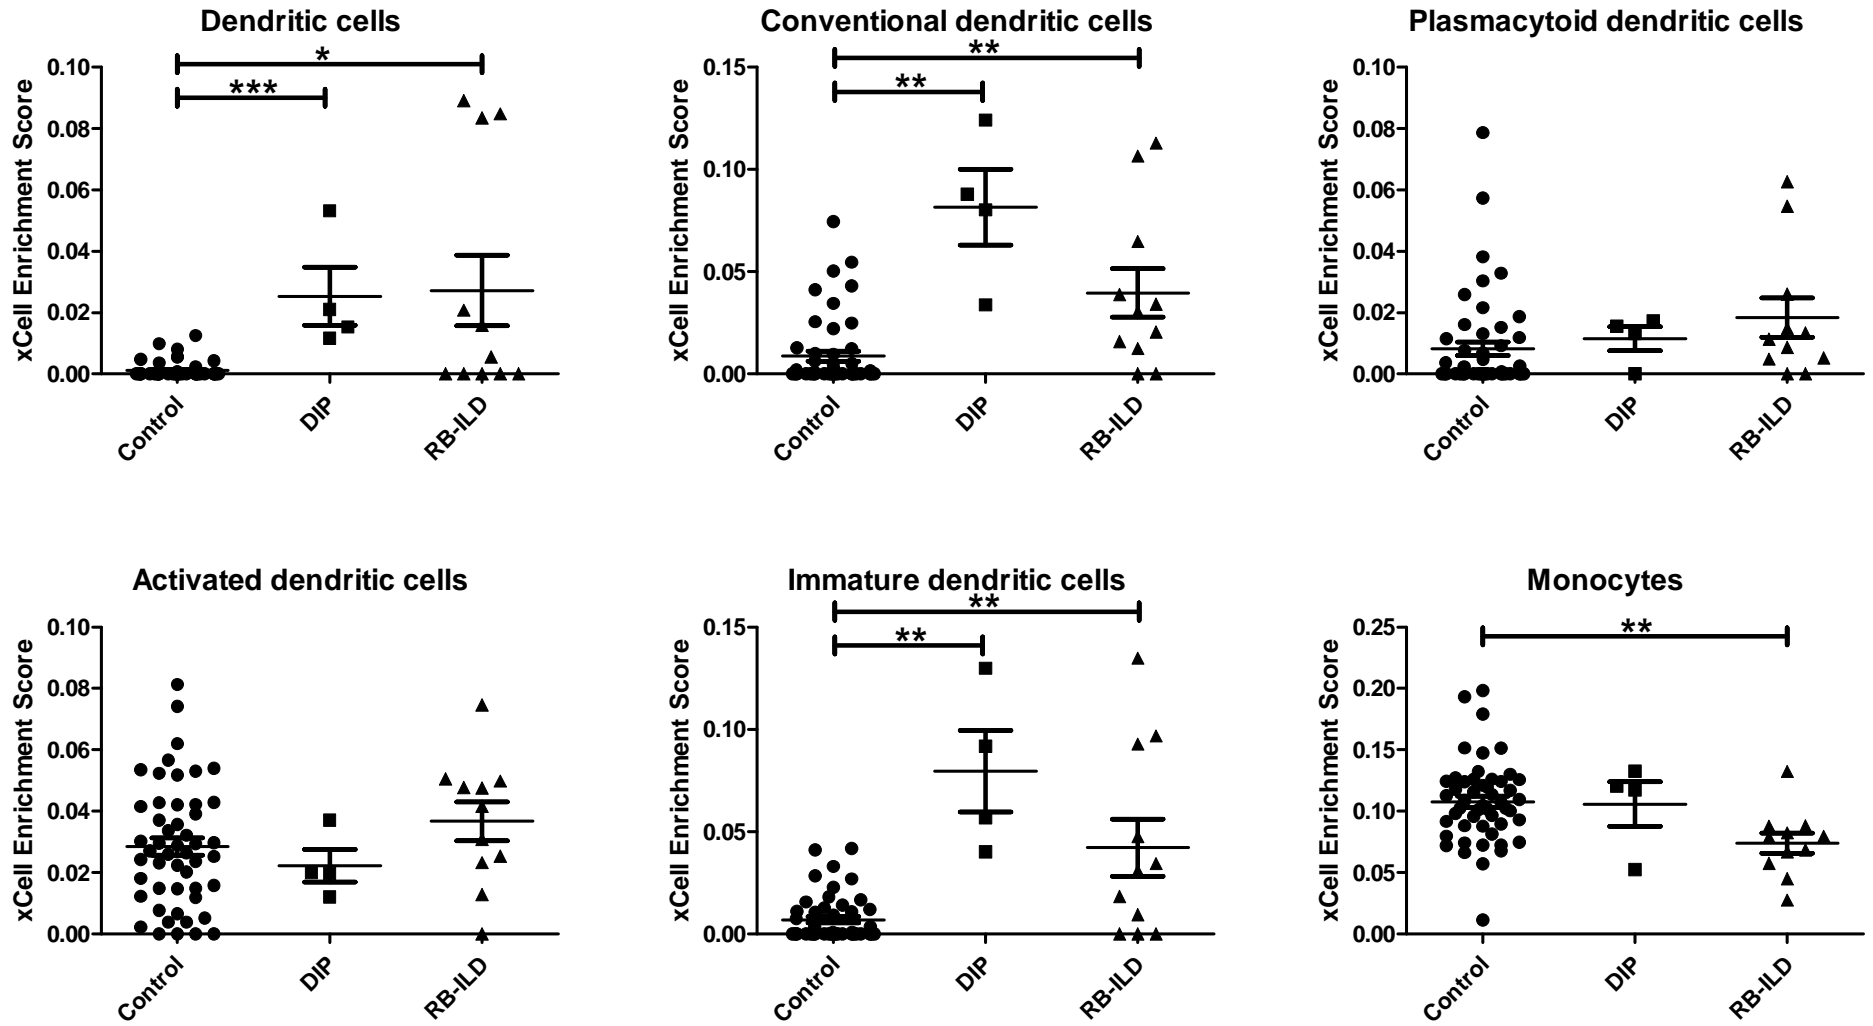 Dendritic cells
xCell Enrichment Score
0.10
0.08
0.06
0.04
0.02
0.00
*
***
Control
DIP
RB-ILD
Conventional dendritic cells
xCell Enrichment Score
0.15
0.10
0.05
0.00
**
**
Control
DIP
RB-ILD
Plasmacytoid dendritic cells
xCell Enrichment Score
0.10
0.08
0.06
0.04
0.02
0.00
Control
DIP
RB-ILD
Activated dendritic cells
xCell Enrichment Score
0.10
0.08
0.06
0.04
0.02
0.00
Control
DIP
RB-ILD
Immature dendritic cells
xCell Enrichment Score
0.15
0.10
0.05
0.00
**
**
Control
DIP
RB-ILD
Monocytes
xCell Enrichment Score
0.25
0.20
0.15
0.10
0.05
0.00
**
Control
DIP
RB-ILD